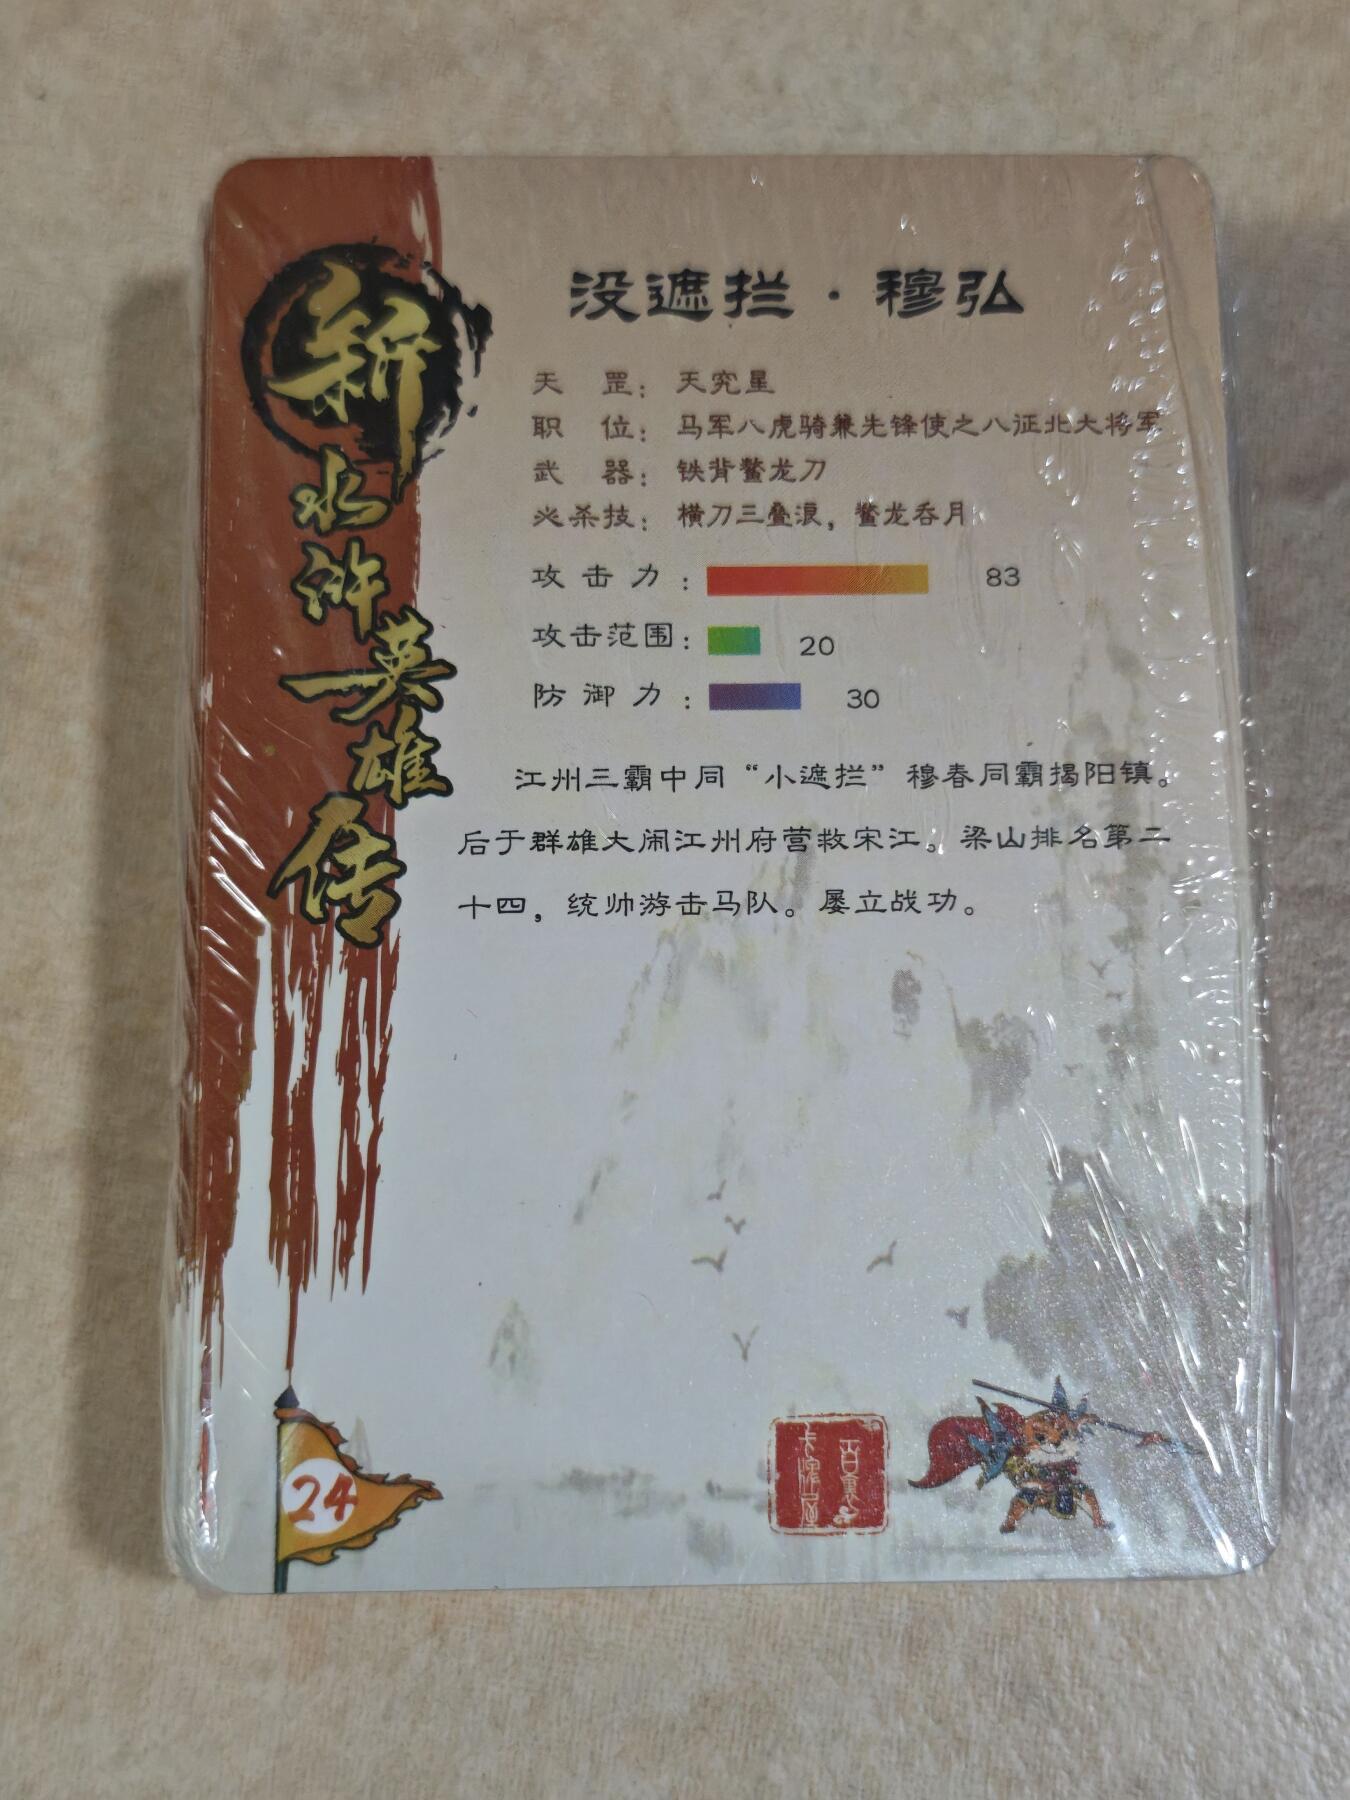 新水浒英雄传
没遮拦·穆弘
天罡：天究星
职位：马军八虎骑兼先锋使之八征北大将军
武器：铁背鳌龙刀
必杀技：横刀三叠浪，鳌龙吞月
攻击力：83
攻击范围：20
防御力：30
江州三霸中同“小遮拦”穆春同霸揭阳镇。
后于群雄大闹江州府营救宋江。梁山排名第二
十四，统帅游击马队。屡立战功。
24